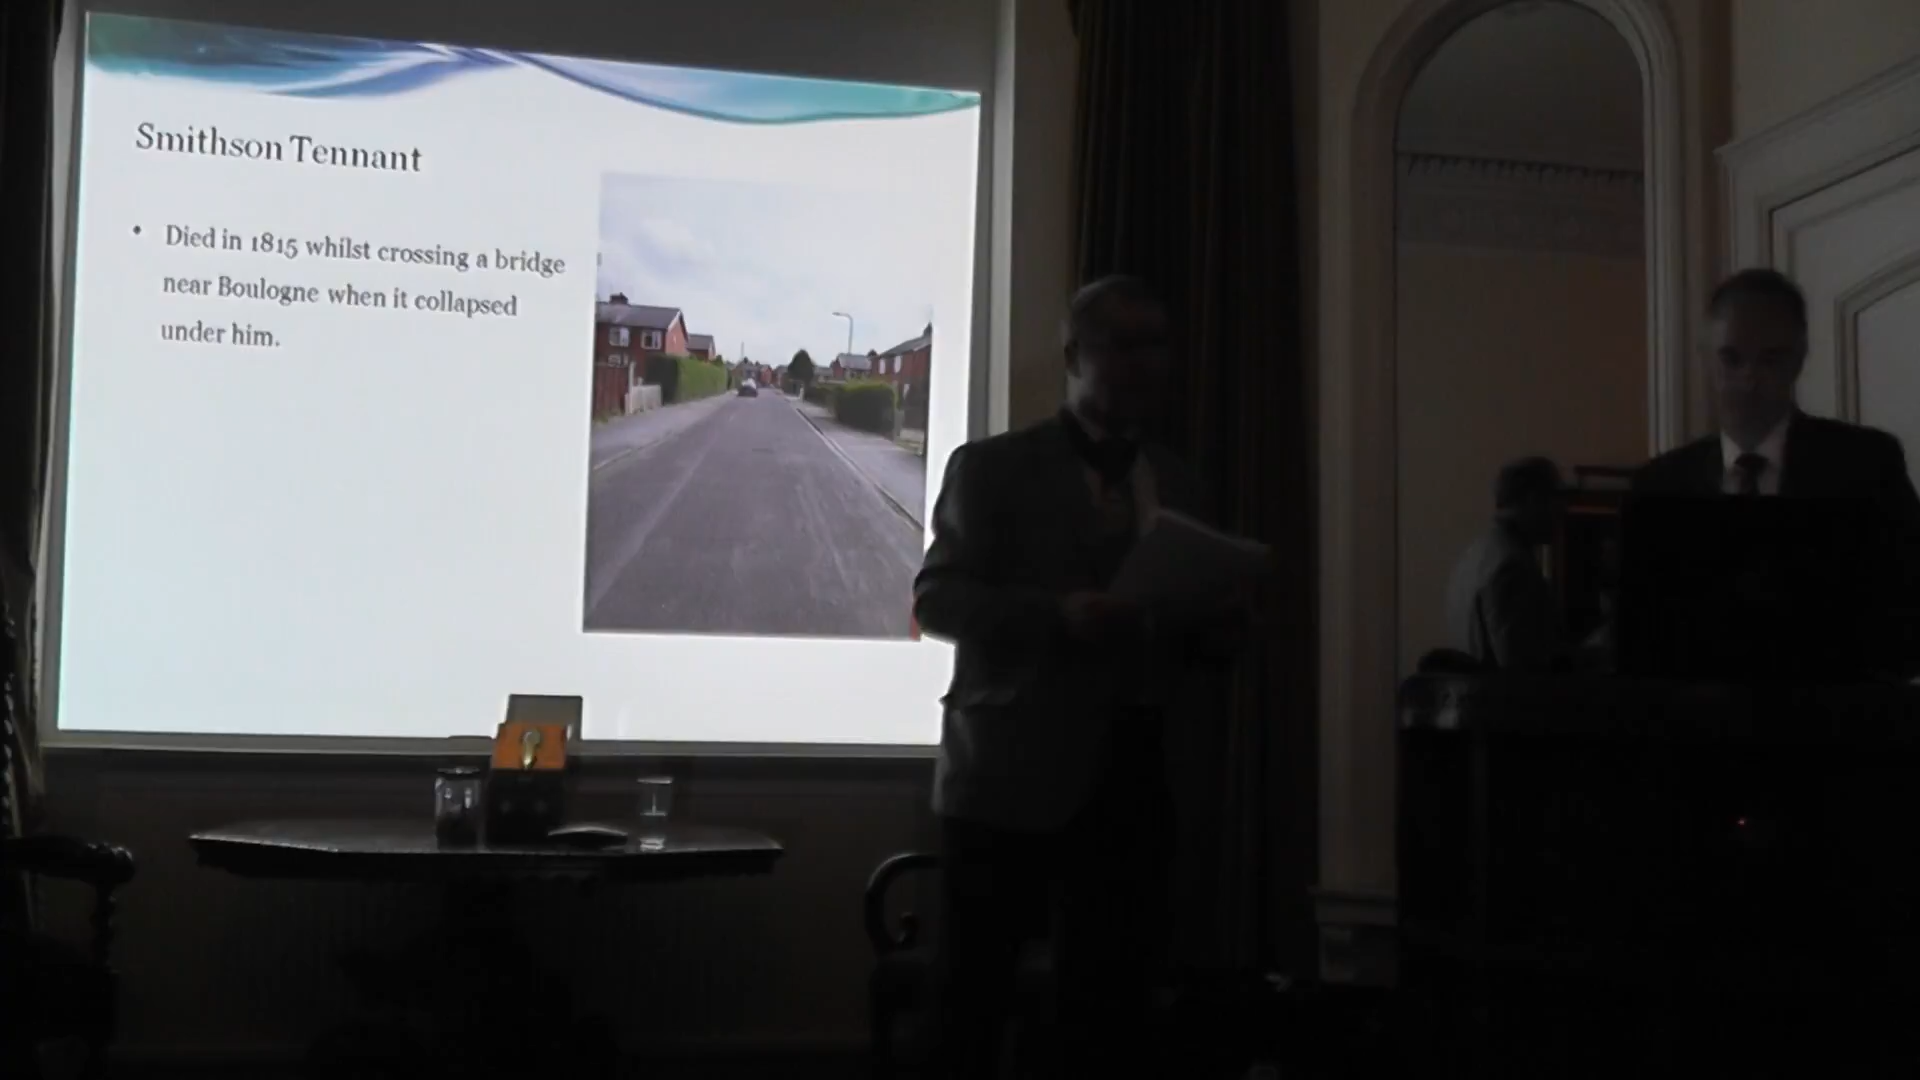 Smithson Tennant
• Died in 1815 whilst crossing a bridge
near Boulogne when it collapsed
under him.